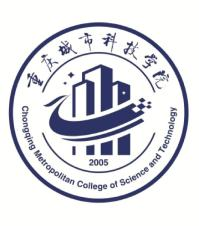 重庆城市科技学院
2005
Chongqing Metropolitan College of Science and Technology